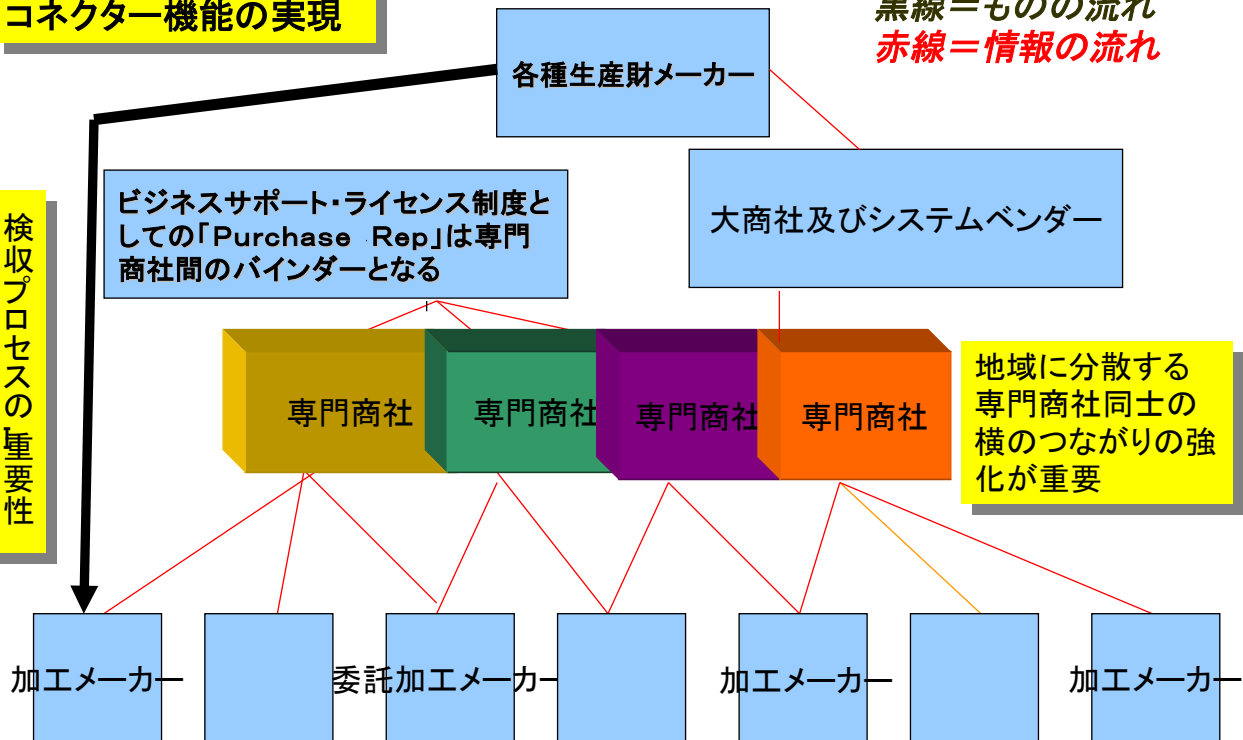 コネクター機能の実現
黒線＝ものの流れ
赤線＝情報の流れ
各種生産財メーカー
ビジネスサポート・ライセンス制度と
しての「Purchase Rep」は専門
商社間のバインダーとなる
大商社及びシステムベンダー
検収プロセスの重要性
専門商社
専門商社
専門商社
専門商社
地域に分散する
専門商社同士の
横のつながりの強
化が重要
加工メーカー
委託加工メーカー
加工メーカー
加工メーカー